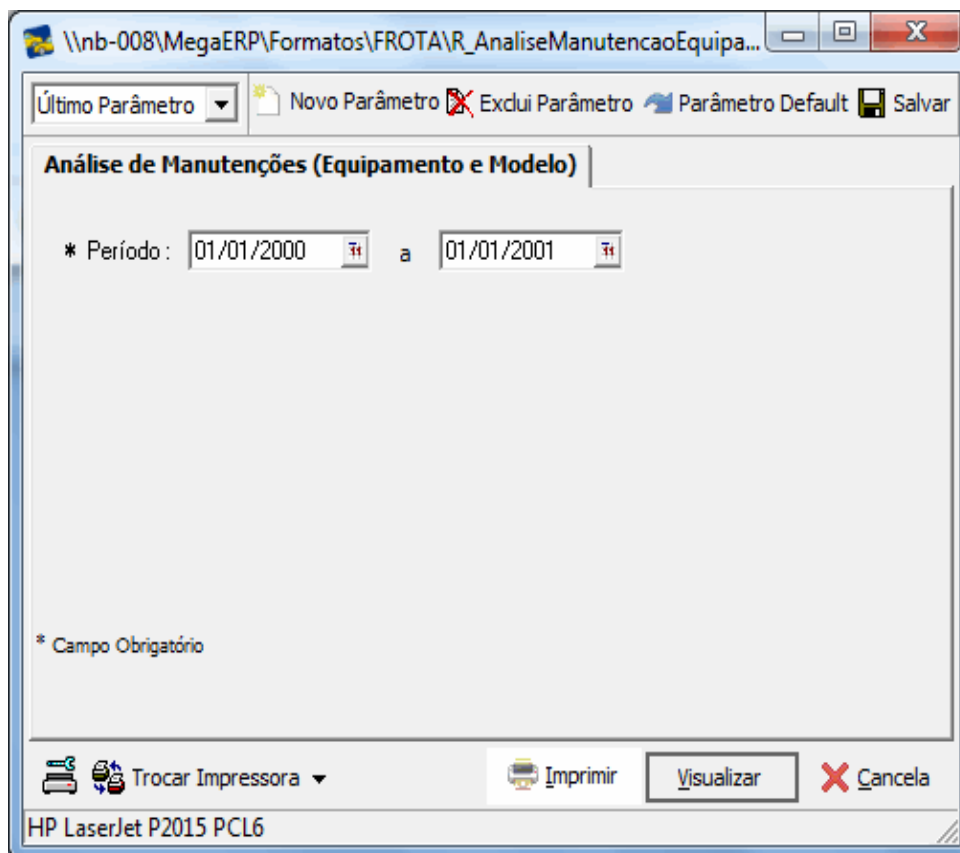 \\nb-008\MegaERP\Formatos\FROTA\R_AnaliseManutencaoEquipa...
Último Parâmetro Novo Parâmetro Exclui Parâmetro Parâmetro Default Salvar
Análise de Manutenções (Equipamento e Modelo)
* Período : 01/01/2000 a 01/01/2001
* Campo Obrigatório
Trocar Impressora Imprimir Visualizar Cancela
HP LaserJet P2015 PCL6